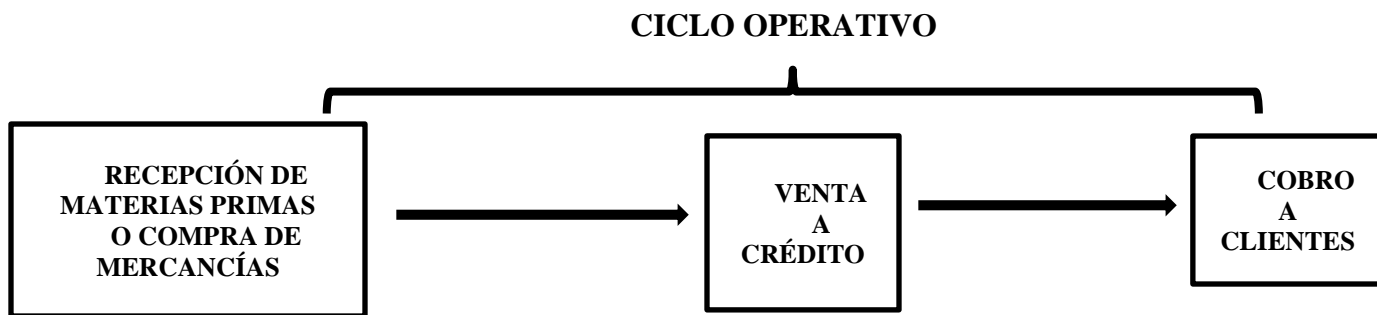 CICLO OPERATIVO
RECEPCIÓN DE
MATERIAS PRIMAS
O COMPRA DE
MERCANCÍAS
VENTA
A
CRÉDITO
COBRO
A
CLIENTES